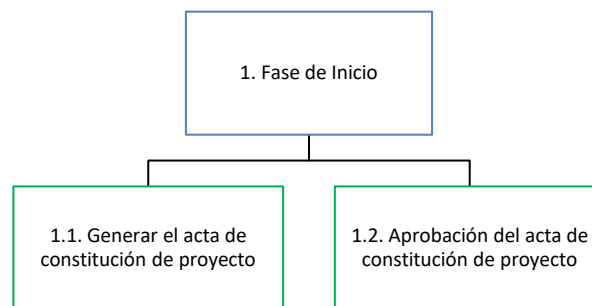 1. Fase de Inicio
1.1. Generar el acta de
constitución de proyecto
1.2. Aprobación del acta de
constitución de proyecto